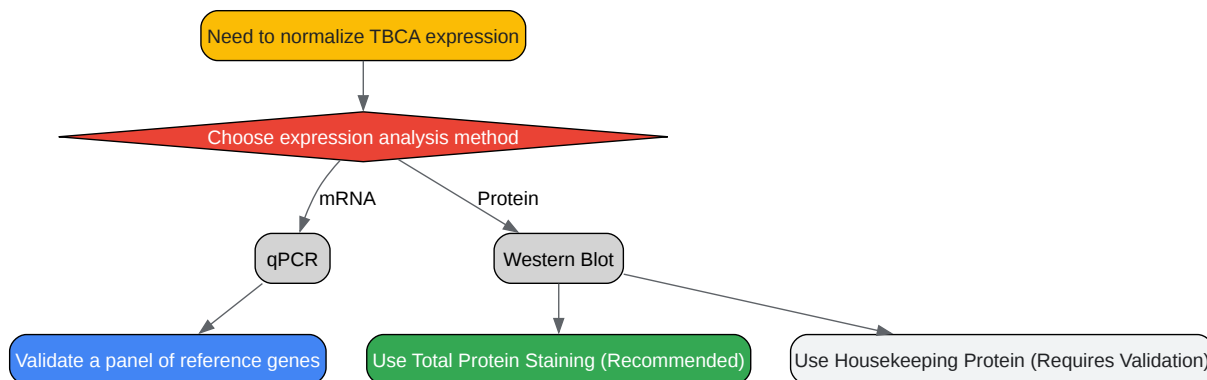 Need to normalize TBCA expression
Choose expression analysis method
mRNA
Protein
qPCR
Western Blot
Validate a panel of reference genes
Use Total Protein Staining (Recommended)
Use Housekeeping Protein (Requires Validation)